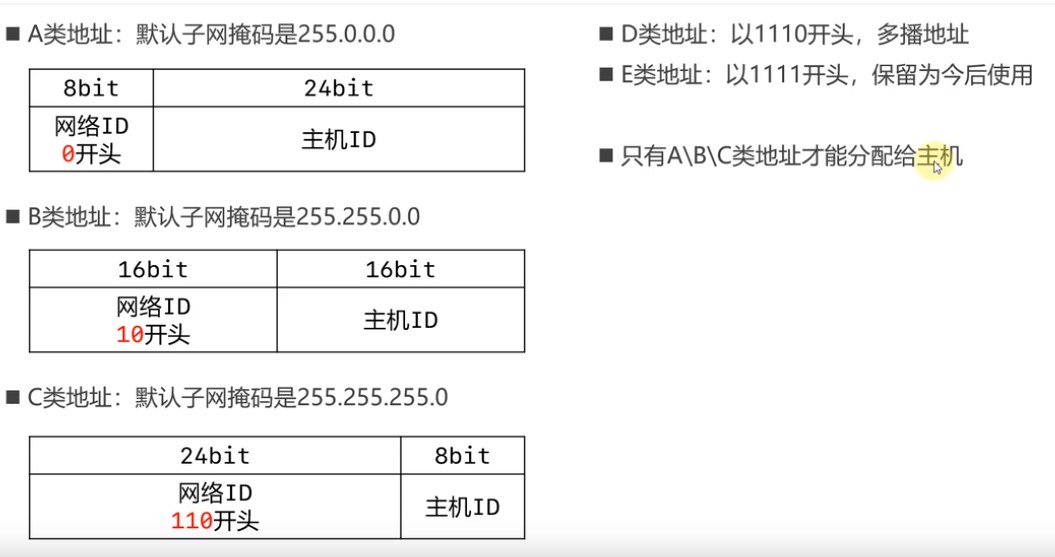 ■ A类地址：默认子网掩码是255.0.0.0
8bit 24bit
网络ID
0开头
主机ID
■ B类地址：默认子网掩码是255.255.0.0
16bit 16bit
网络ID
10开头
主机ID
■ C类地址：默认子网掩码是255.255.255.0
24bit 8bit
网络ID
110开头
主机ID
■ D类地址：以1110开头，多播地址
■ E类地址：以1111开头，保留为今后使用
■ 只有A\B\C类地址才能分配给主机